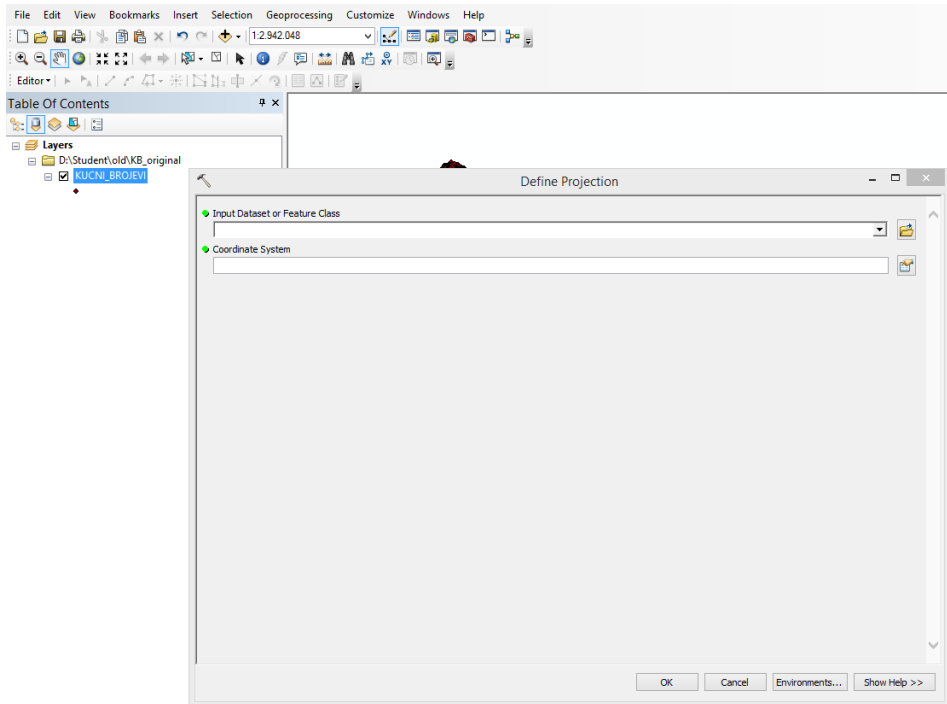 File Edit View Bookmarks Insert Selection Geoprocessing Customize Windows Help
1:2.942.048
Editor
Table Of Contents
Layers
D:\Student\old\KB_original
KUCNI_BROJEVI
Define Projection
Input Dataset or Feature Class
Coordinate System
OK Cancel Environments... Show Help >>